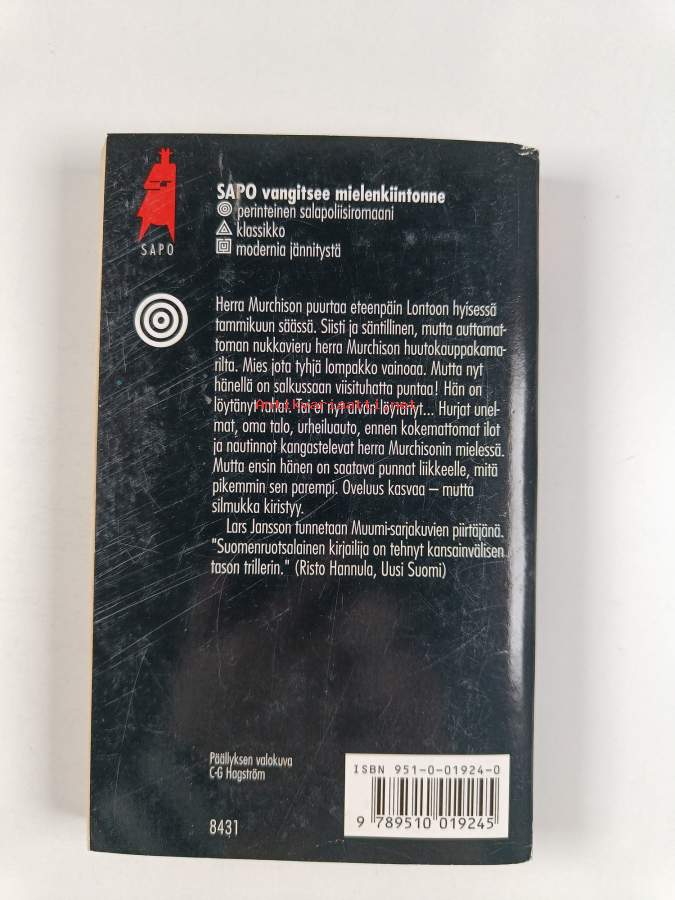 SAPO
SAPO vangitsee mielenkiintonne
perinteinen salapoliisiromaani
klassikko
modernia jännitystä
Herra Murchison puurtaa eteenpäin Lontoon hyisessä
tammikuun säässä. Siisti ja säntillinen, mutta auttamat-
toman nukkavieru herra Murchison huutokauppakama-
rilta. Mies jota tyhjä lompakko vainoaa. Mutta nyt
hänellä on salkussaan viisituhatta puntaa! Hän on
löytänyt rahat. Tai ei nyt aivan löytänyt... Hurjat unel-
Antikvariaatti.net
mat, oma talo, urheiluauto, ennen kokemattomat ilot
ja nautinnot kangastelevat herra Murchisonin mielessä.
Mutta ensin hänen on saatava punnat liikkeelle, mitä
pikemmin sen parempi. Oveluus kasvaa – mutta
silmukka kiristyy.
Lars Jansson tunnetaan Muumi-sarjakuvien piirtäjänä.
"Suomenruotsalainen kirjailija on tehnyt kansainvälisen
tason trillerin." (Risto Hannula, Uusi Suomi)
Päällyksen valokuva
C-G Hagström
8431
ISBN 951-0-01924-0
9 789510 019245